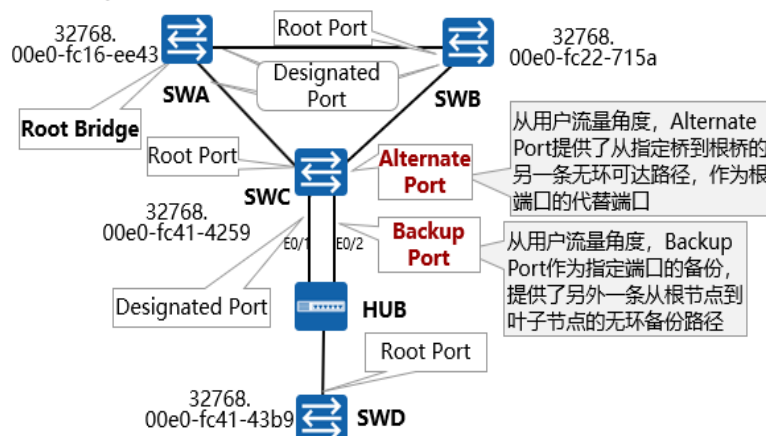 32768.
00e0-fc16-ee43
Root Port
32768.
00e0-fc22-715a
Designated
Port
SWA
SWB
Root Bridge
Root Port
SWC
Alternate
Port
从用户流量角度，Alternate
Port提供了从指定桥到根桥的
另一条无环可达路径，作为根
端口的代替端口
32768.
00e0-fc41-4259
E0/1
E0/2
Backup
Port
从用户流量角度，Backup
Port作为指定端口的备份，
提供了另外一条从根节点到
叶子节点的无环备份路径
Designated Port
HUB
Root Port
32768.
00e0-fc41-43b9
SWD